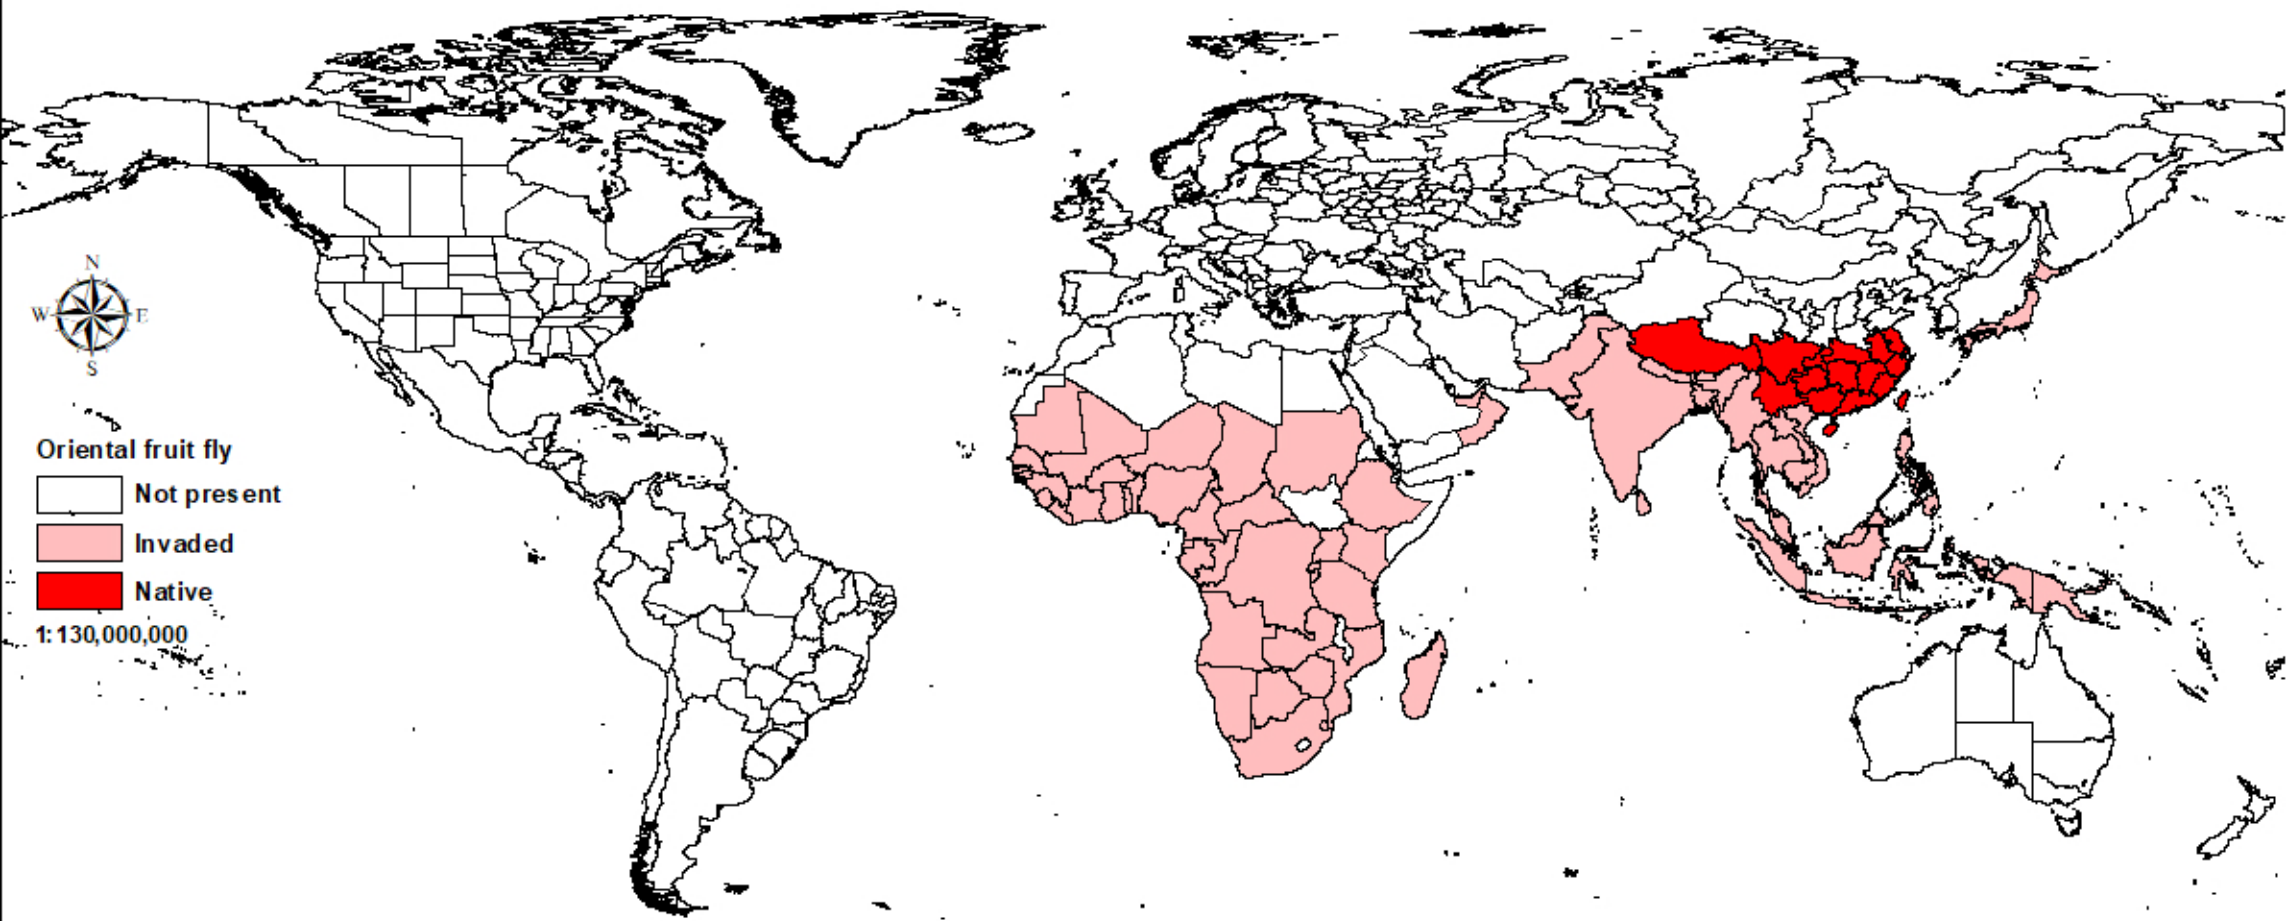 N
W E
S
Oriental fruit fly
Not present
Invaded
Native
1:130,000,000